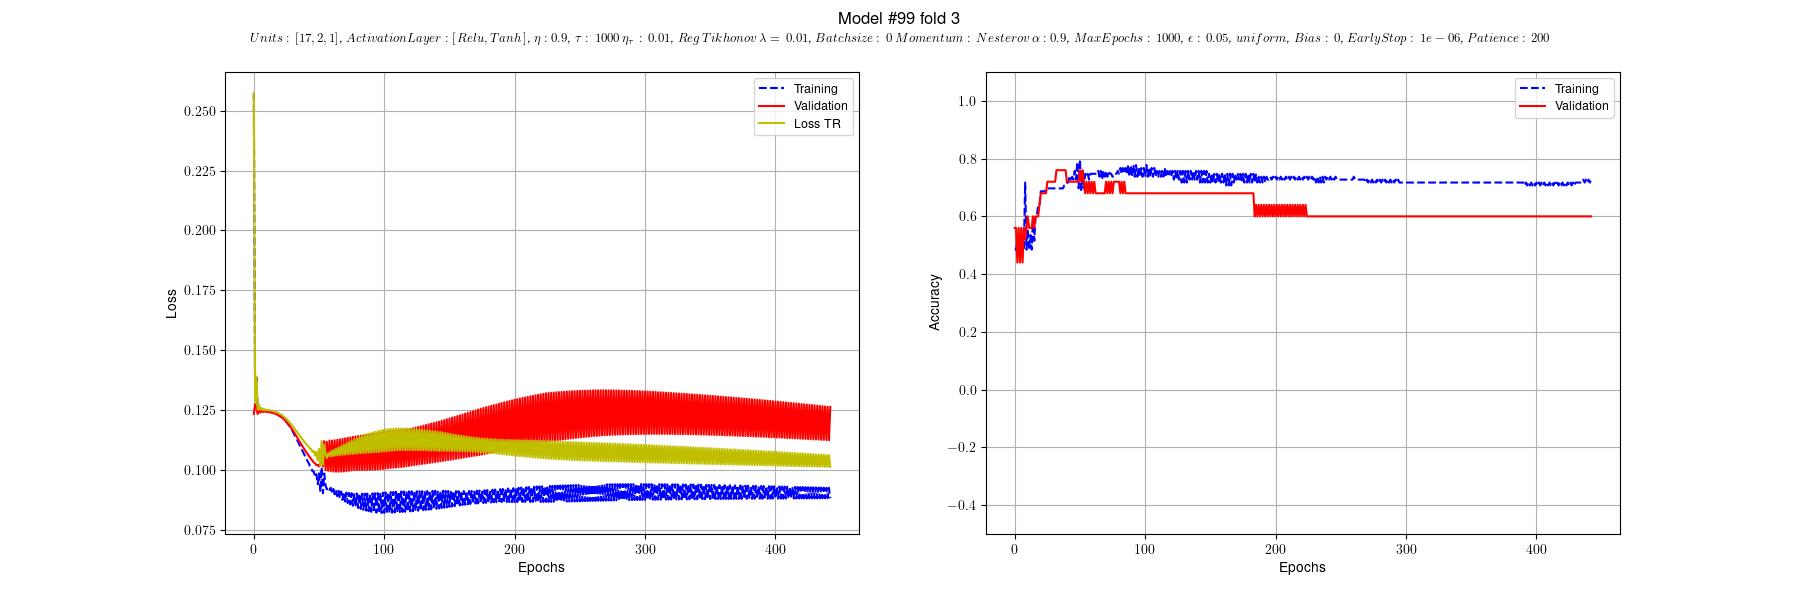 Model #99 fold 3
Units : [17, 2, 1], ActivationLayer : [Relu, Tanh], η : 0.9, τ : 1000 η_τ : 0.01, Reg Tikhonov λ = 0.01, Batchsize : 0 Momentum : Nesterov α : 0.9, MaxEpochs : 1000, ϵ : 0.05, uniform, Bias : 0, EarlyStop : 1e − 06, Patience : 200
Training
Validation
Loss TR
0.250
0.225
0.200
0.175
0.150
0.125
0.100
0.075
Loss
0
100
200
300
400
Epochs
Training
Validation
1.0
0.8
0.6
0.4
0.2
0.0
−0.2
−0.4
Accuracy
0
100
200
300
400
Epochs